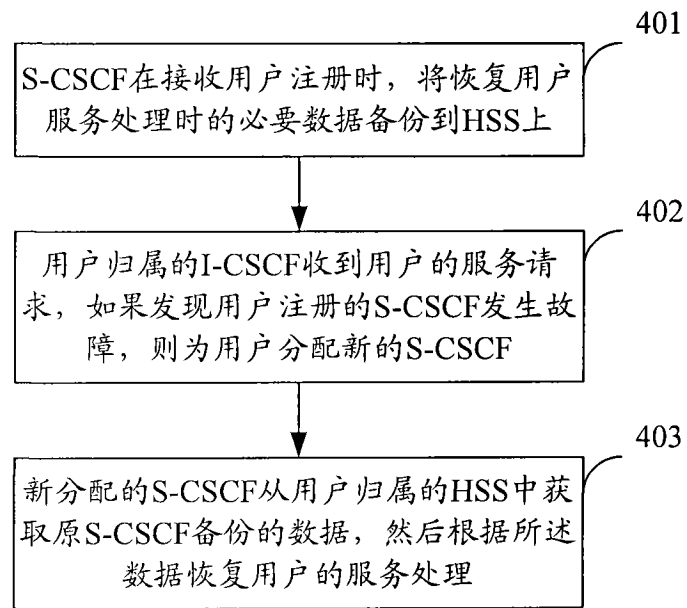 401
S-CSCF在接收用户注册时，将恢复用户
服务处理时的必要数据备份到HSS上
402
用户归属的I-CSCF收到用户的服务请
求，如果发现用户注册的S-CSCF发生故
障，则为用户分配新的S-CSCF
403
新分配的S-CSCF从用户归属的HSS中获
取原S-CSCF备份的数据，然后根据所述
数据恢复用户的服务处理